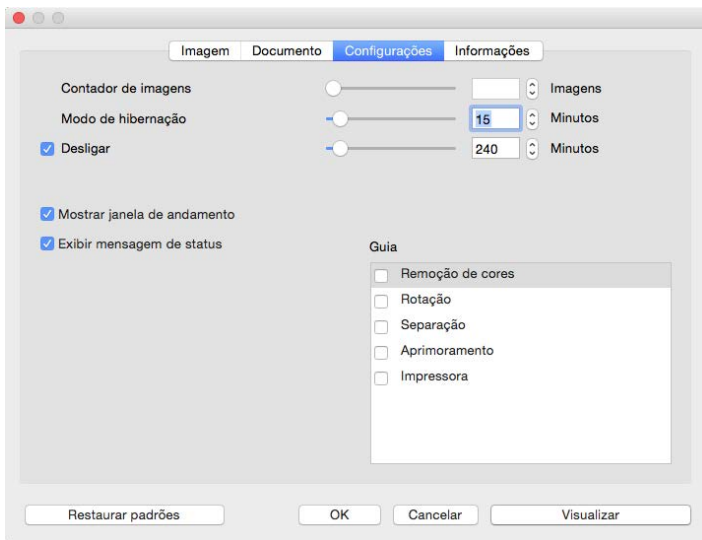 Imagem Documento Configurações Informações
Contador de imagens Imagens
Modo de hibernação 15 Minutos
Desligar 240 Minutos
Mostrar janela de andamento
Exibir mensagem de status
Guia
Remoção de cores
Rotação
Separação
Aprimoramento
Impressora
Restaurar padrões OK Cancelar Visualizar